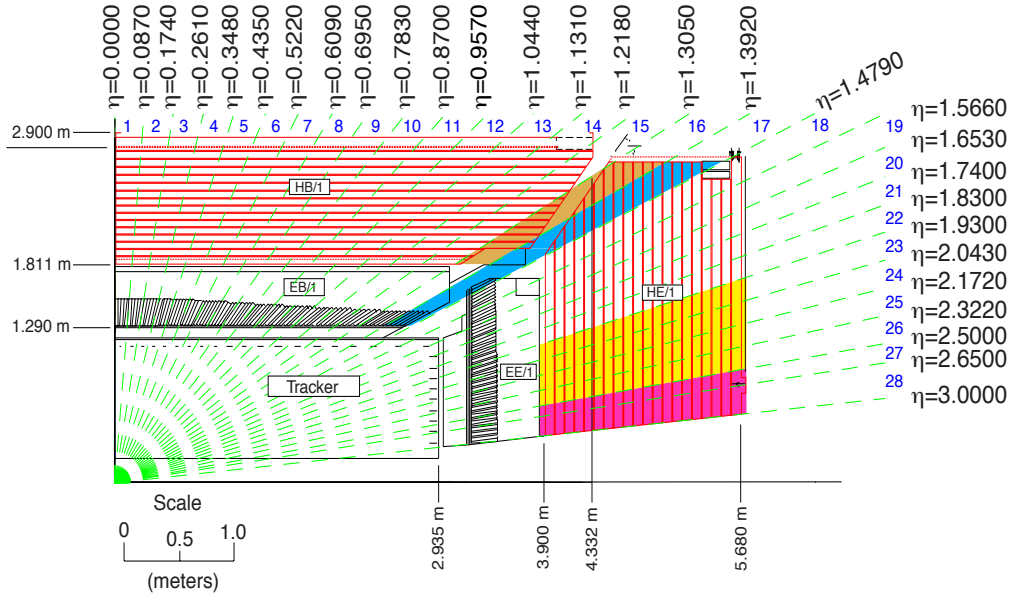 η=0.0000
η=0.0870
η=0.1740
η=0.2610
η=0.3480
η=0.4350
η=0.5220
η=0.6090
η=0.6950
η=0.7830
η=0.8700
η=0.9570
η=1.0440
η=1.1310
η=1.2180
η=1.3050
η=1.3920
η=1.4790
η=1.5660
η=1.6530
η=1.7400
η=1.8300
η=1.9300
η=2.0430
η=2.1720
η=2.3220
η=2.5000
η=2.6500
η=3.0000
1 2 3 4 5 6 7 8 9 10 11 12 13 14 15 16 17 18 19
20
21
22
23
24
25
26
27
28
2.900 m
1.811 m
1.290 m
HB/1
EB/1
HE/1
EE/1
Tracker
2.935 m
3.900 m
4.332 m
5.680 m
Scale
0 0.5 1.0
(meters)